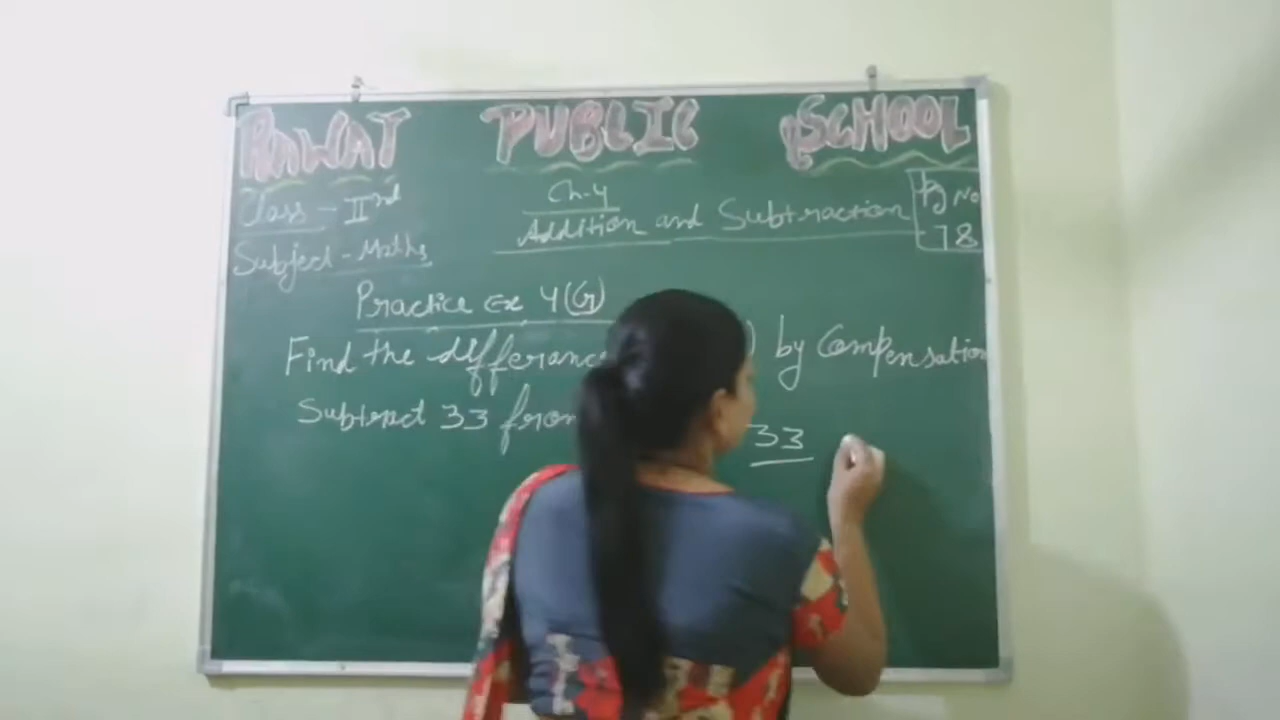 RAWAT PUBLIC SCHOOL
Class - IInd
Ch-4
Pg No
Subject - Maths
Addition and Subtraction
- 78
Practice Ex 4(G)
Find the differance ) by Compensation
Subtract 33 from
33